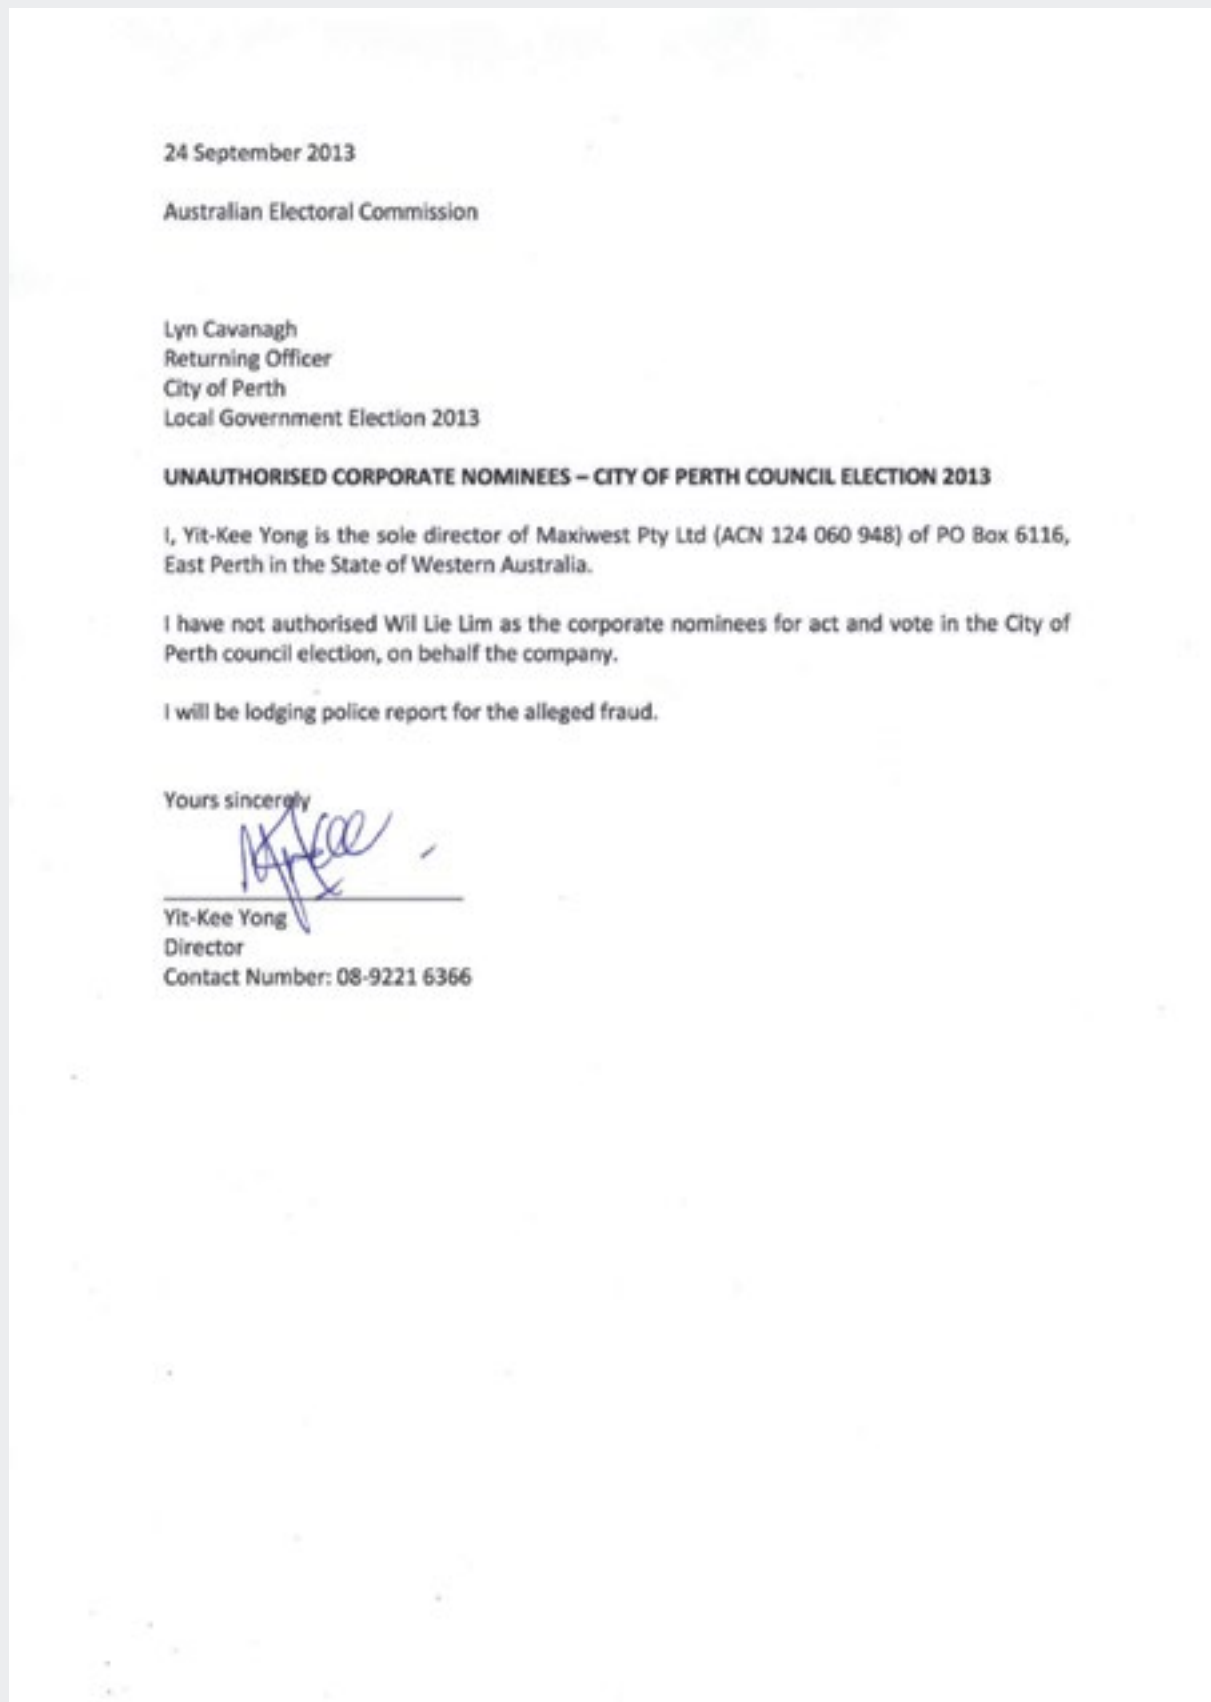 24 September 2013
Australian Electoral Commission
Lyn Cavanagh
Returning Officer
City of Perth
Local Government Election 2013
UNAUTHORISED CORPORATE NOMINEES – CITY OF PERTH COUNCIL ELECTION 2013
I, Yit-Kee Yong is the sole director of Maxiwest Pty Ltd (ACN 124 060 948) of PO Box 6116,
East Perth in the State of Western Australia.
I have not authorised Wil Lie Lim as the corporate nominees for act and vote in the City of
Perth council election, on behalf the company.
I will be lodging police report for the alleged fraud.
Yours sincerely
Yit-Kee Yong
Director
Contact Number: 08-9221 6366